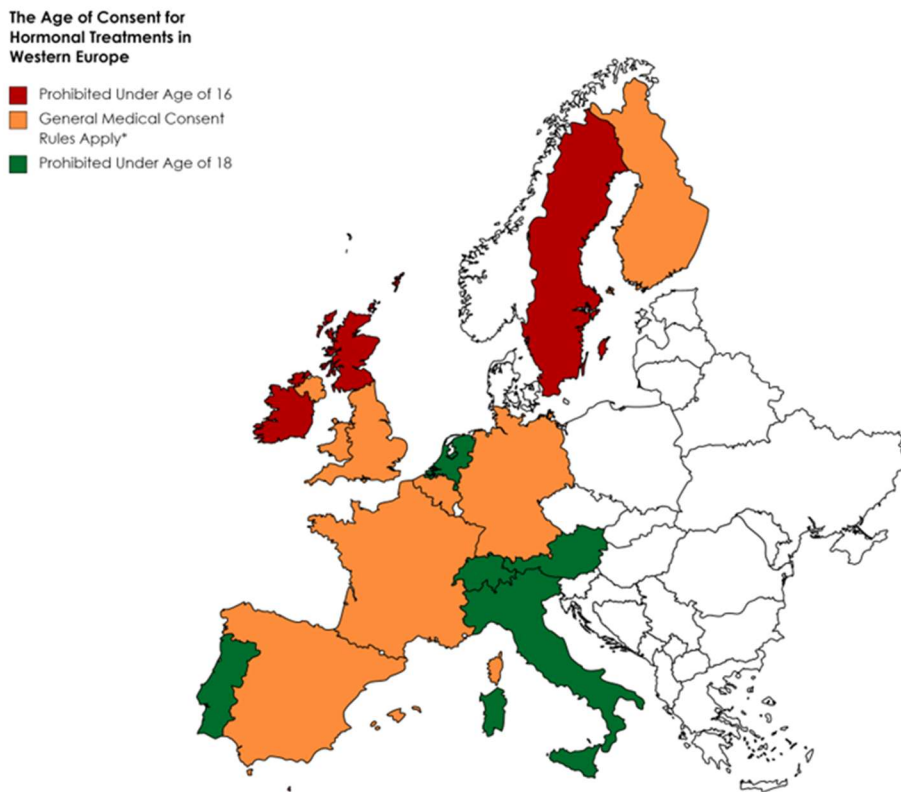 The Age of Consent for
Hormonal Treatments in
Western Europe
Prohibited Under Age of 16
General Medical Consent
Rules Apply*
Prohibited Under Age of 18